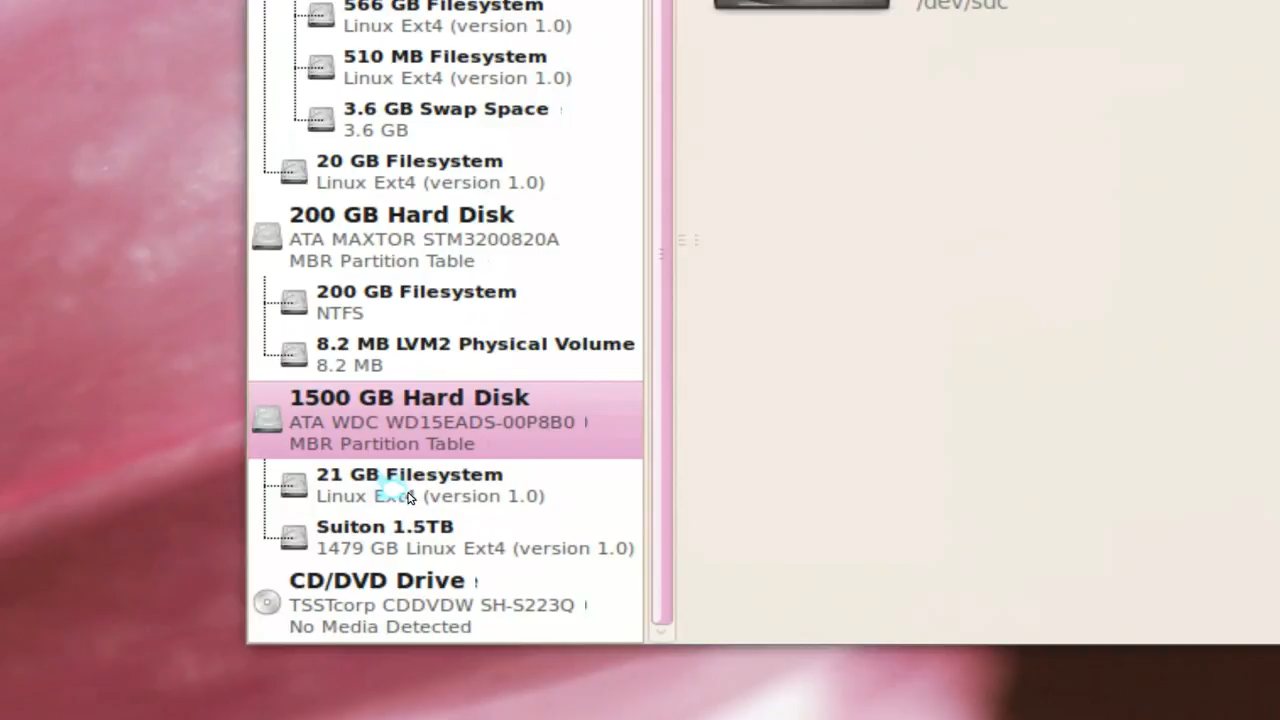 566 GB Filesystem
Linux Ext4 (version 1.0)
510 MB Filesystem
Linux Ext4 (version 1.0)
3.6 GB Swap Space
3.6 GB
20 GB Filesystem
Linux Ext4 (version 1.0)
200 GB Hard Disk
ATA MAXTOR STM3200820A
MBR Partition Table
200 GB Filesystem
NTFS
8.2 MB LVM2 Physical Volume
8.2 MB
1500 GB Hard Disk
ATA WDC WD15EADS-00P8B0
MBR Partition Table
21 GB Filesystem
Linux Ext4 (version 1.0)
Suiton 1.5TB
1479 GB Linux Ext4 (version 1.0)
CD/DVD Drive
TSSTcorp CDDVDW SH-S223Q
No Media Detected
/dev/sdc